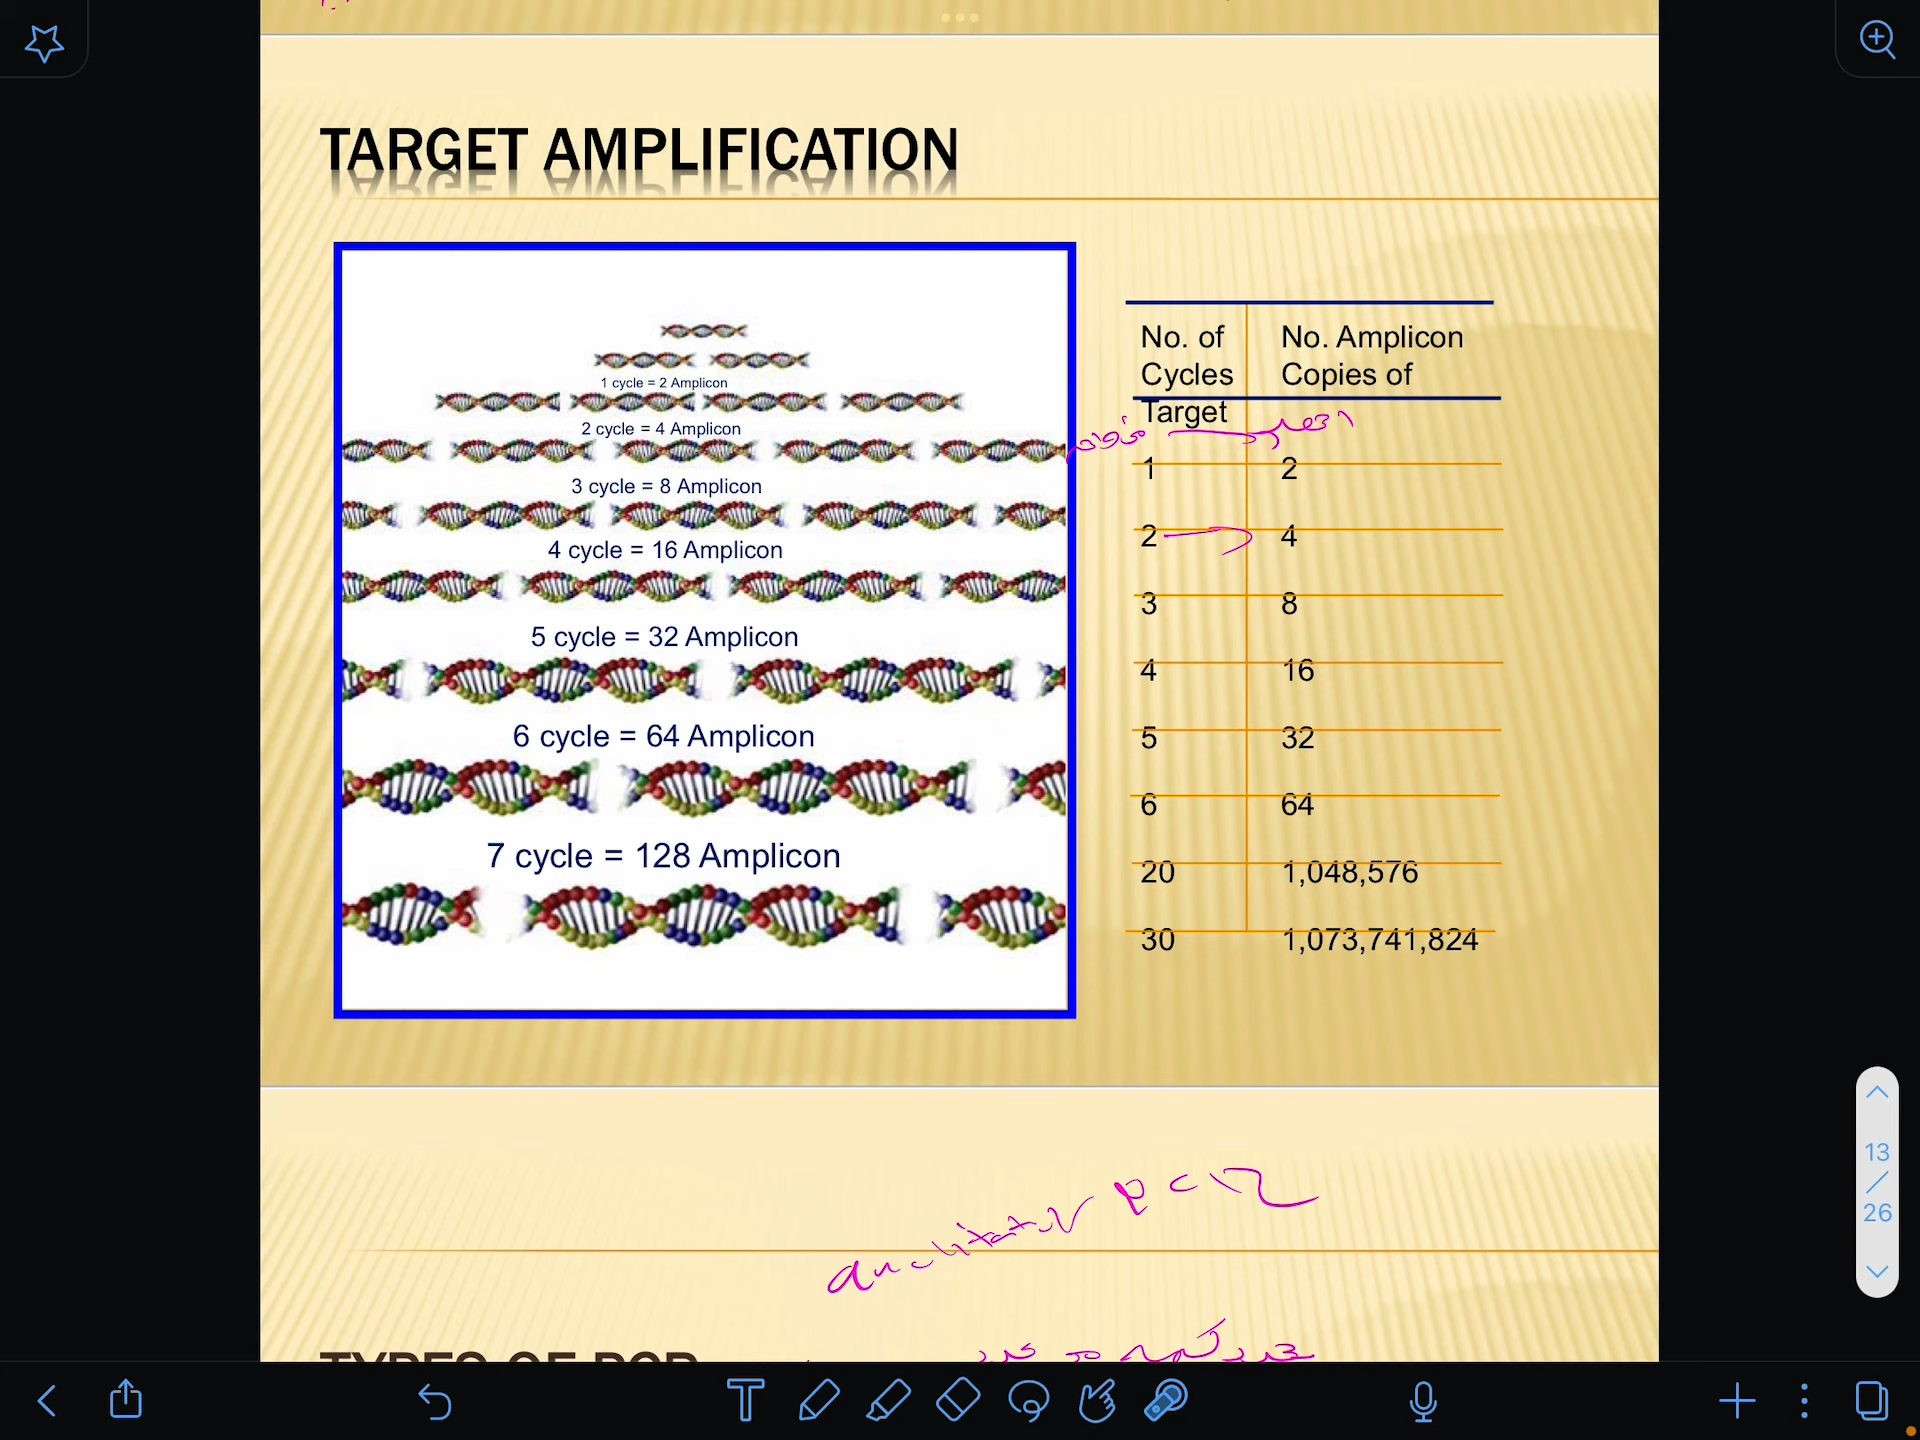 TARGET AMPLIFICATION
1 cycle = 2 Amplicon
2 cycle = 4 Amplicon
3 cycle = 8 Amplicon
4 cycle = 16 Amplicon
5 cycle = 32 Amplicon
6 cycle = 64 Amplicon
7 cycle = 128 Amplicon
No. of No. Amplicon
Cycles Copies of
Target
1 2
2 4
3 8
4 16
5 32
6 64
20 1,048,576
30 1,073,741,824
PCR
TYPES OF PCR
13
/
26
T